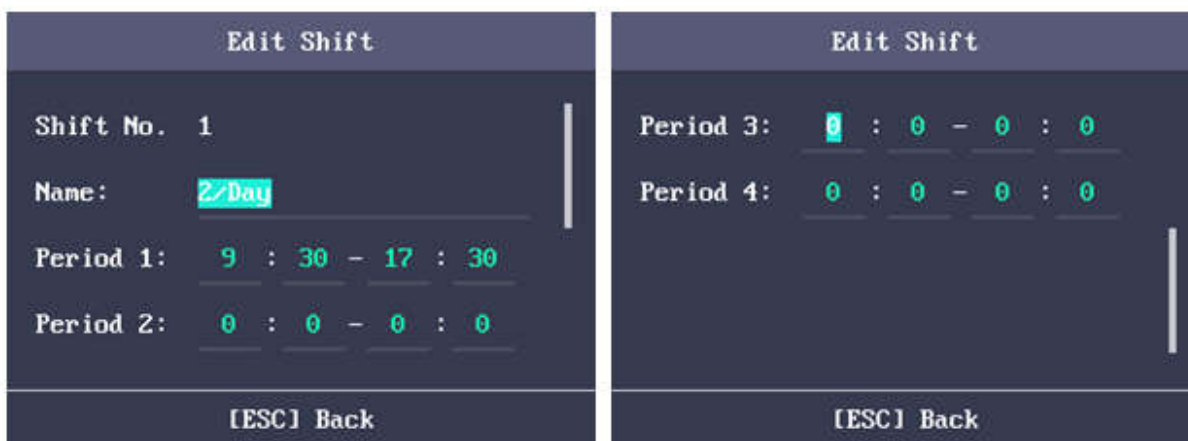 Edit Shift
Shift No. 1
Name: 2/Day
Period 1: 9 : 30 - 17 : 30
Period 2: 0 : 0 - 0 : 0
[ESC] Back
Edit Shift
Period 3: 0 : 0 - 0 : 0
Period 4: 0 : 0 - 0 : 0
[ESC] Back